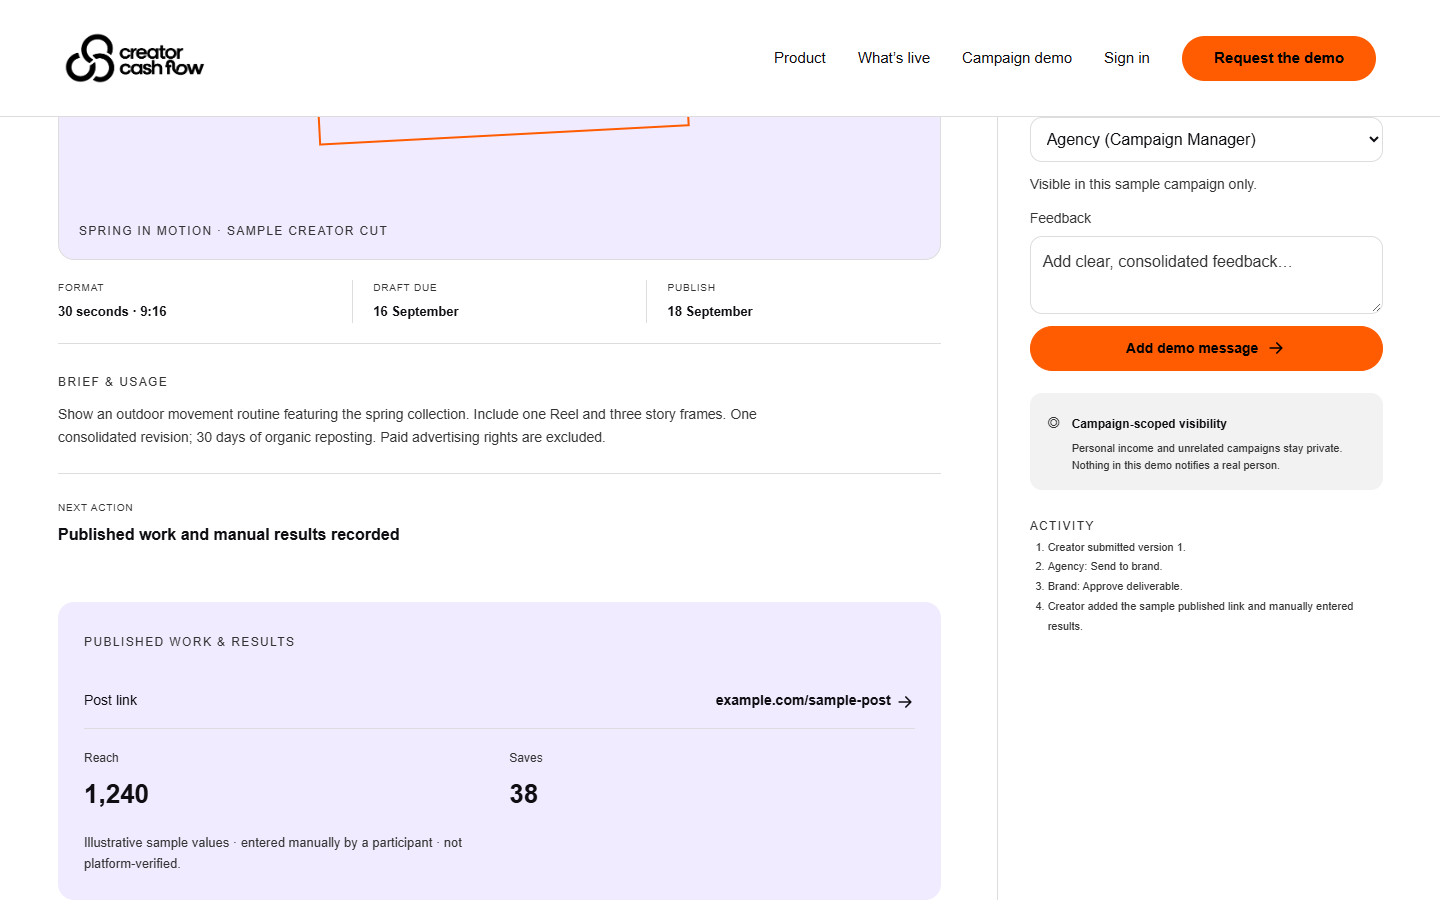 creator
cash flow
Product
What's live
Campaign demo
Sign in
Request the demo
SPRING IN MOTION · SAMPLE CREATOR CUT
FORMAT
30 seconds · 9:16
DRAFT DUE
16 September
PUBLISH
18 September
BRIEF & USAGE
Show an outdoor movement routine featuring the spring collection. Include one Reel and three story frames. One
consolidated revision; 30 days of organic reposting. Paid advertising rights are excluded.
NEXT ACTION
Published work and manual results recorded
PUBLISHED WORK & RESULTS
Post link
example.com/sample-post →
Reach
1,240
Saves
38
Illustrative sample values · entered manually by a participant · not
platform-verified.
Agency (Campaign Manager)
Visible in this sample campaign only.
Feedback
Add clear, consolidated feedback…
Add demo message →
Campaign-scoped visibility
Personal income and unrelated campaigns stay private.
Nothing in this demo notifies a real person.
ACTIVITY
1. Creator submitted version 1.
2. Agency: Send to brand.
3. Brand: Approve deliverable.
4. Creator added the sample published link and manually entered
results.